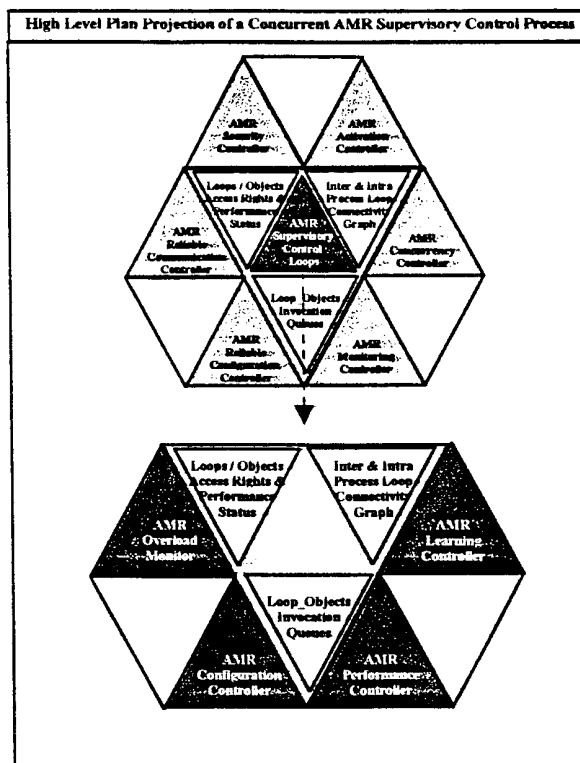 High Level Plan Projection of a Concurrent AMR Supervisory Control Process
AMR
Security
Controller
AMR
Activation
Controller
Loops / Objects
Access Rights &
Performance
Status
Inter & Intra
Process Loop
Connectivity
Graph
AMR
Supervisory
Control
Loops
AMR
Reliable
Communication
Controller
AMR
Concurrency
Controller
Loop_Objects
Invocation
Queues
AMR
Reliable
Configuration
Controller
AMR
Monitoring
Controller
Loops / Objects
Access Rights &
Performance
Status
Inter & Intra
Process Loop
Connectivity
Graph
AMR
Overload
Monitor
AMR
Learning
Controller
Loop_Objects
Invocation
Queues
AMR
Configuration
Controller
AMR
Performance
Controller